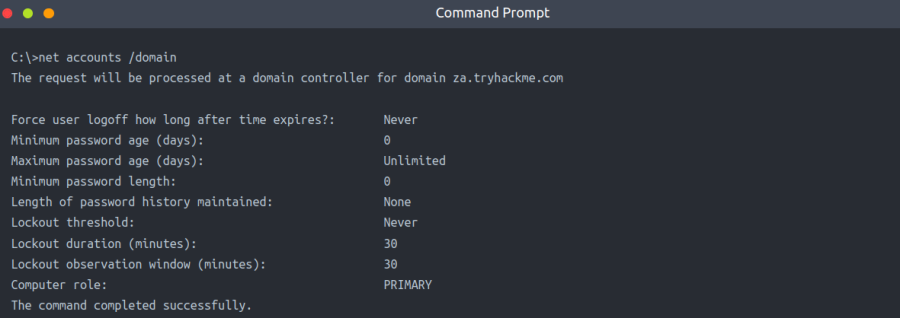 Command Prompt
C:\>net accounts /domain
The request will be processed at a domain controller for domain za.tryhackme.com
Force user logoff how long after time expires?: Never
Minimum password age (days): 0
Maximum password age (days): Unlimited
Minimum password length: 0
Length of password history maintained: None
Lockout threshold: Never
Lockout duration (minutes): 30
Lockout observation window (minutes): 30
Computer role: PRIMARY
The command completed successfully.